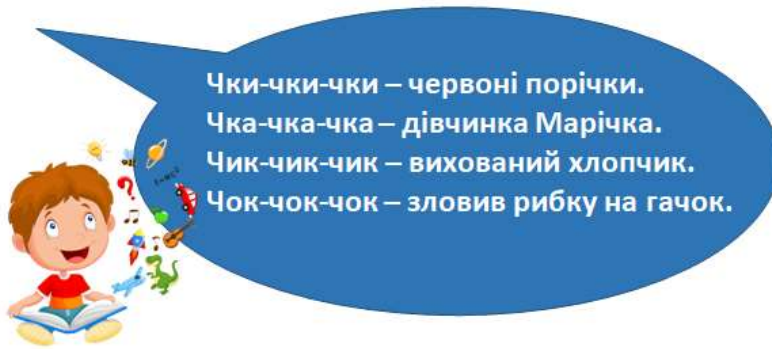 Чки-чки-чки – червоні порічки.
Чка-чка-чка – дівчинка Марічка.
Чик-чик-чик – вихований хлопчик.
Чок-чок-чок – зловив рибку на гачок.